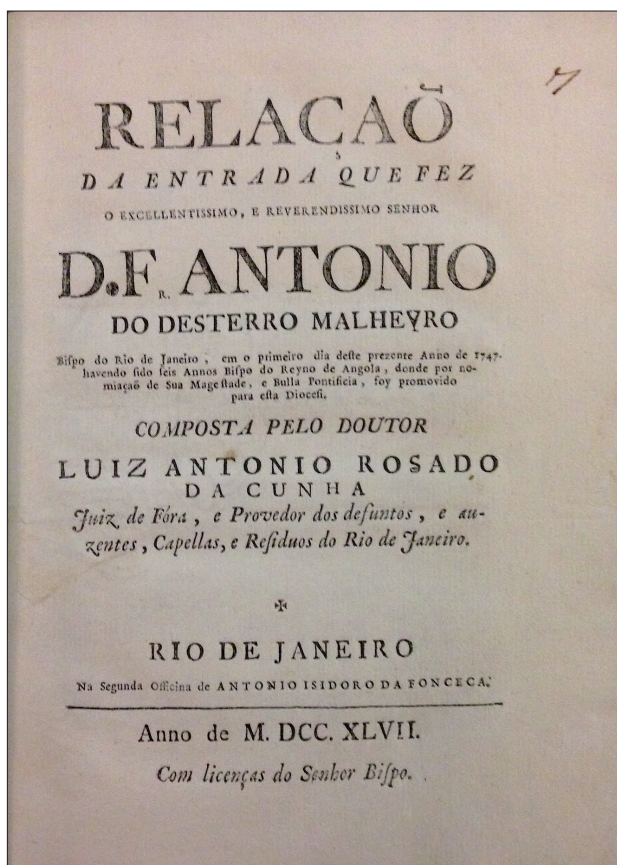 7
RELAÇAÕ
DA ENTRADA QUE FEZ
O EXCELLENTISSIMO, E REVERENDISSIMO SENHOR
D. Fr. ANTONIO
DO DESTERRO MALHEYRO
Biſpo do Rio de Janeiro, em o primeiro dia deſte prezente Anno de 1747.
havendo ſido ſeis Annos Biſpo do Reyno de Angola, donde por no-
miaçaõ de Sua Mageſtade, e Bulla Pontificia, foy promovido
para eſta Dioceſi.
COMPOSTA PELO DOUTOR
LUIZ ANTONIO ROSADO
DA CUNHA
Juiz de Fóra, e Provedor dos defuntos, e au-
zentes, Capellas, e Reſiduos do Rio de Janeiro.
RIO DE JANEIRO
Na Segunda Officina de ANTONIO ISIDORO DA FONCECA.
Anno de M. DCC. XLVII.
Com licenças do Senhor Biſpo.